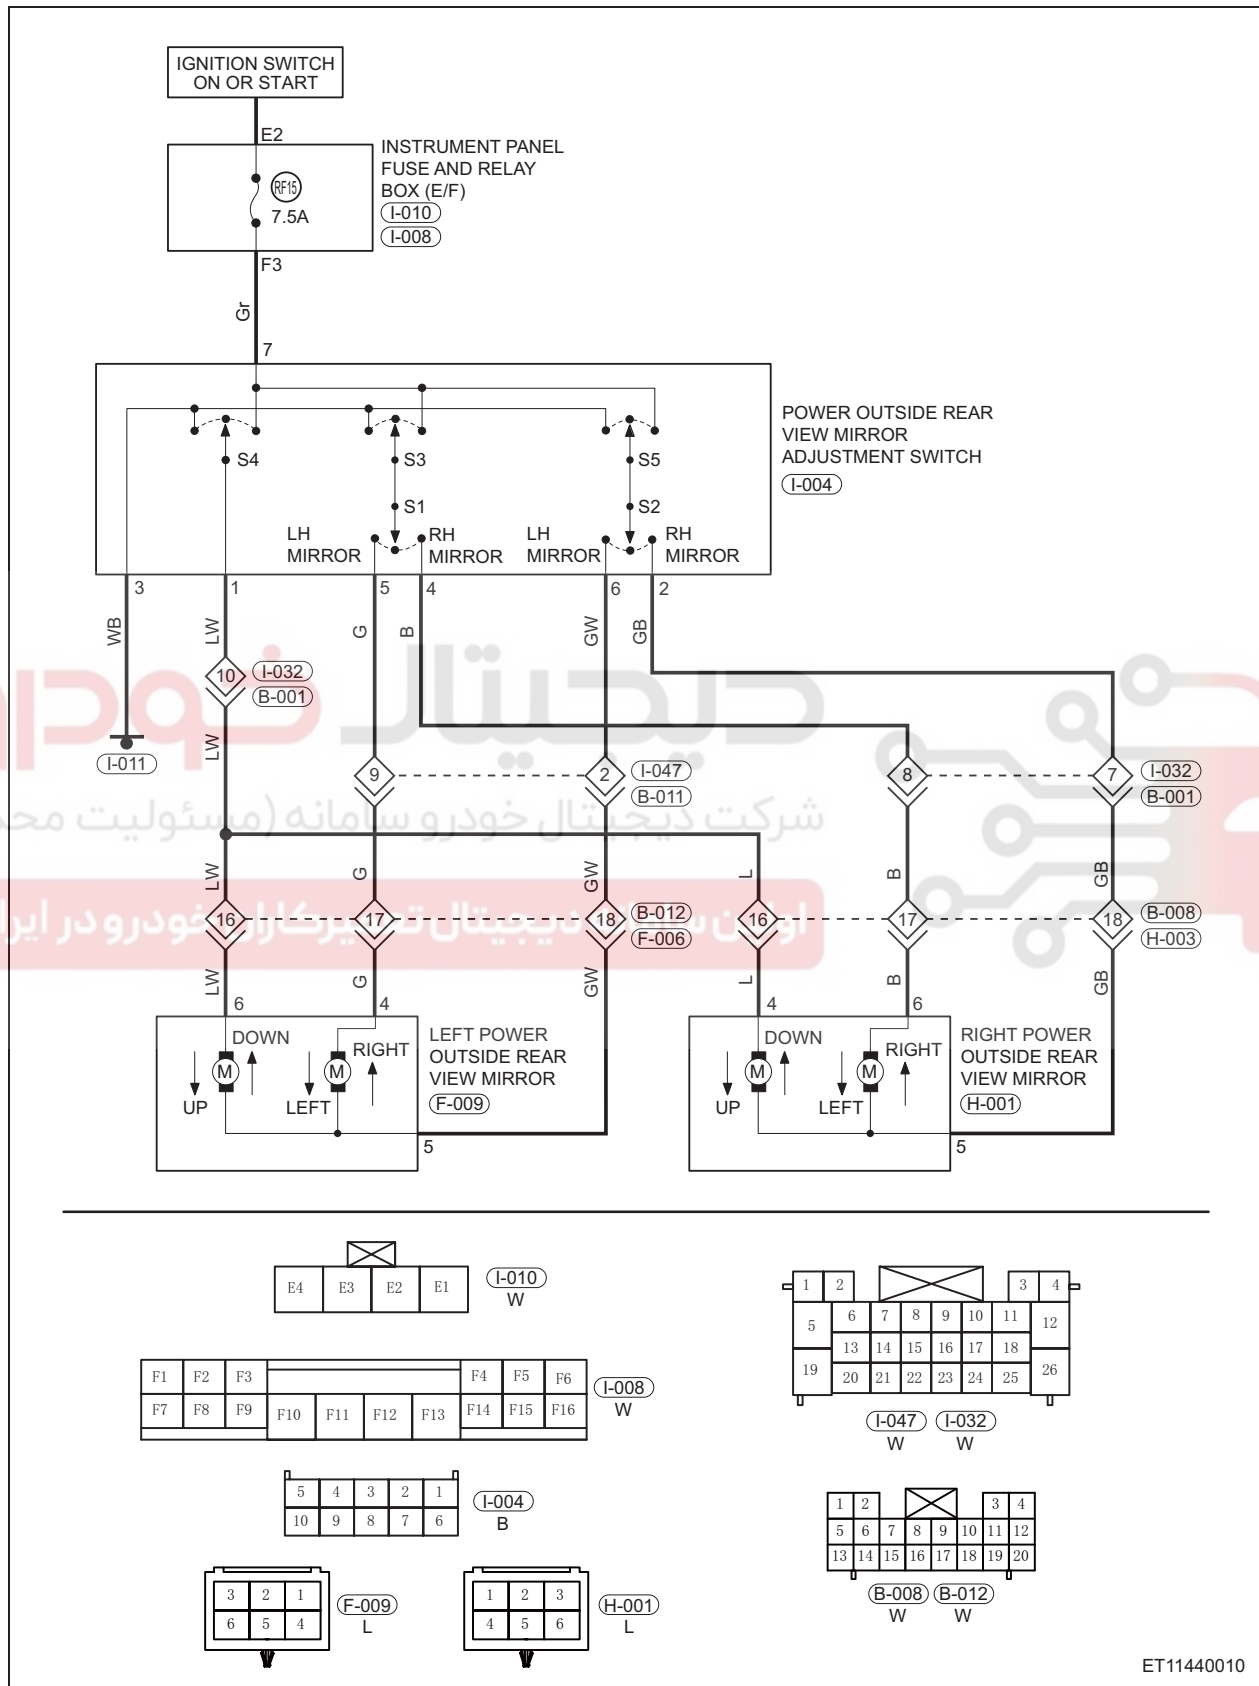 IGNITION SWITCH
ON OR START
E2
INSTRUMENT PANEL
FUSE AND RELAY
BOX (E/F)
I-010
I-008
RF15
7.5A
F3
Gr
7
POWER OUTSIDE REAR
VIEW MIRROR
ADJUSTMENT SWITCH
I-004
S4
S3
S5
S1
S2
LH
MIRROR
RH
MIRROR
LH
MIRROR
RH
MIRROR
3
1
5
4
6
2
WB
LW
G
B
GW
GB
10
I-032
B-001
دیجیتال خودرو
I-011
LW
9
2
I-047
B-011
8
7
I-032
B-001
شرکت دیجیتال خودرو سامانه (مسئولیت محد
LW
G
GW
L
B
GB
16
17
18
B-012
F-006
16
17
18
B-008
H-003
اولین سامانه دیجیتال تعمیرکاران خودرو در ایران
LW
G
GW
L
B
GB
6
4
4
6
DOWN
RIGHT
M
M
UP
LEFT
5
LEFT POWER
OUTSIDE REAR
VIEW MIRROR
F-009
DOWN
RIGHT
M
M
UP
LEFT
5
RIGHT POWER
OUTSIDE REAR
VIEW MIRROR
H-001
E4 E3 E2 E1
I-010
W
F1 F2 F3 F4 F5 F6
F7 F8 F9 F10 F11 F12 F13 F14 F15 F16
I-008
W
5 4 3 2 1
10 9 8 7 6
I-004
B
3 2 1
6 5 4
F-009
L
1 2 3
4 5 6
H-001
L
1 2 3 4
5 6 7 8 9 10 11 12
13 14 15 16 17 18
19 20 21 22 23 24 25 26
I-047 I-032
W W
1 2 3 4
5 6 7 8 9 10 11 12
13 14 15 16 17 18 19 20
B-008 B-012
W W
ET11440010